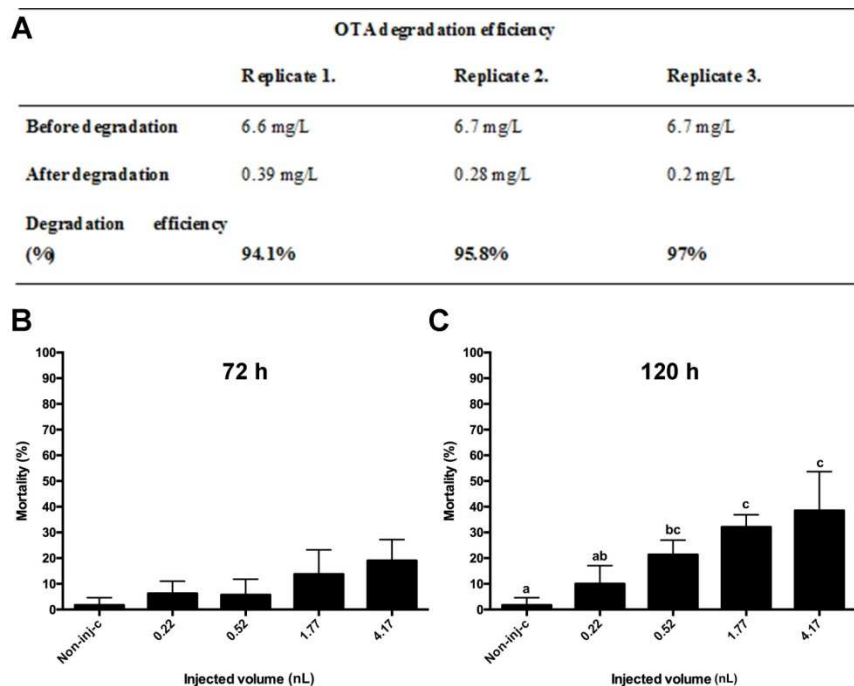 A
OTA degradation efficiency
Replicate 1. Replicate 2. Replicate 3.
Before degradation 6.6 mg/L 6.7 mg/L 6.7 mg/L
After degradation 0.39 mg/L 0.28 mg/L 0.2 mg/L
Degradation efficiency
(%) 94.1% 95.8% 97%
B
72 h
Mortality (%)
100
90
80
70
60
50
40
30
20
10
0
Non-inj-c 0.22 0.52 1.77 4.17
Injected volume (nL)
C
120 h
Mortality (%)
100
90
80
70
60
50
40
30
20
10
0
a ab bc c c
Non-inj-c 0.22 0.52 1.77 4.17
Injected volume (nL)